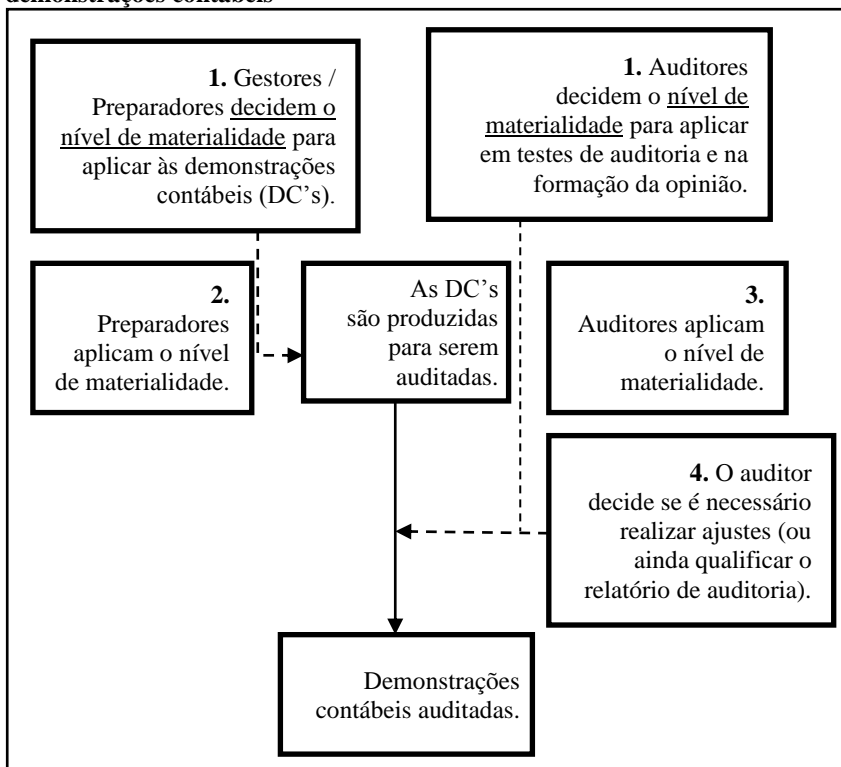 demonstrações contábeis
1. Gestores /
Preparadores decidem o
nível de materialidade para
aplicar às demonstrações
contábeis (DC's).
1. Auditores
decidem o nível de
materialidade para aplicar
em testes de auditoria e na
formação da opinião.
2.
Preparadores
aplicam o nível
de materialidade.
As DC's
são produzidas
para serem
auditadas.
3.
Auditores aplicam
o nível de
materialidade.
4. O auditor
decide se é necessário
realizar ajustes (ou
ainda qualificar o
relatório de auditoria).
Demonstrações
contábeis auditadas.